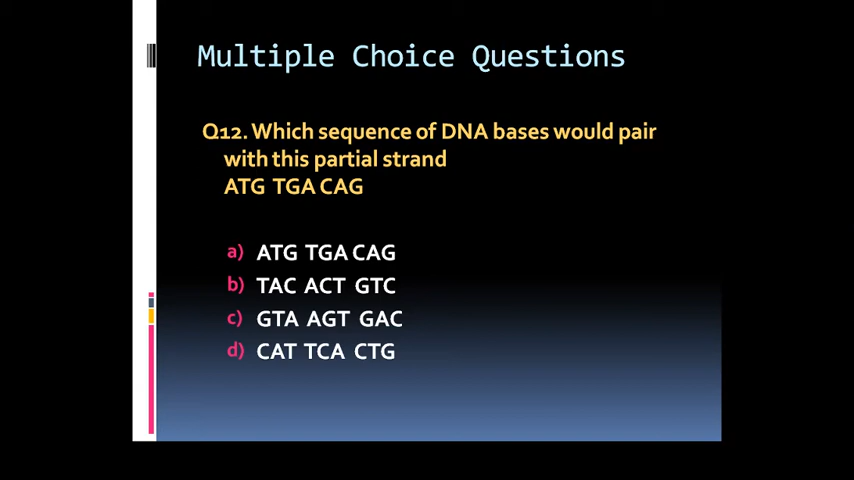 Multiple Choice Questions
Q12. Which sequence of DNA bases would pair
with this partial strand
ATG TGA CAG
a) ATG TGA CAG
b) TAC ACT GTC
c) GTA AGT GAC
d) CAT TCA CTG